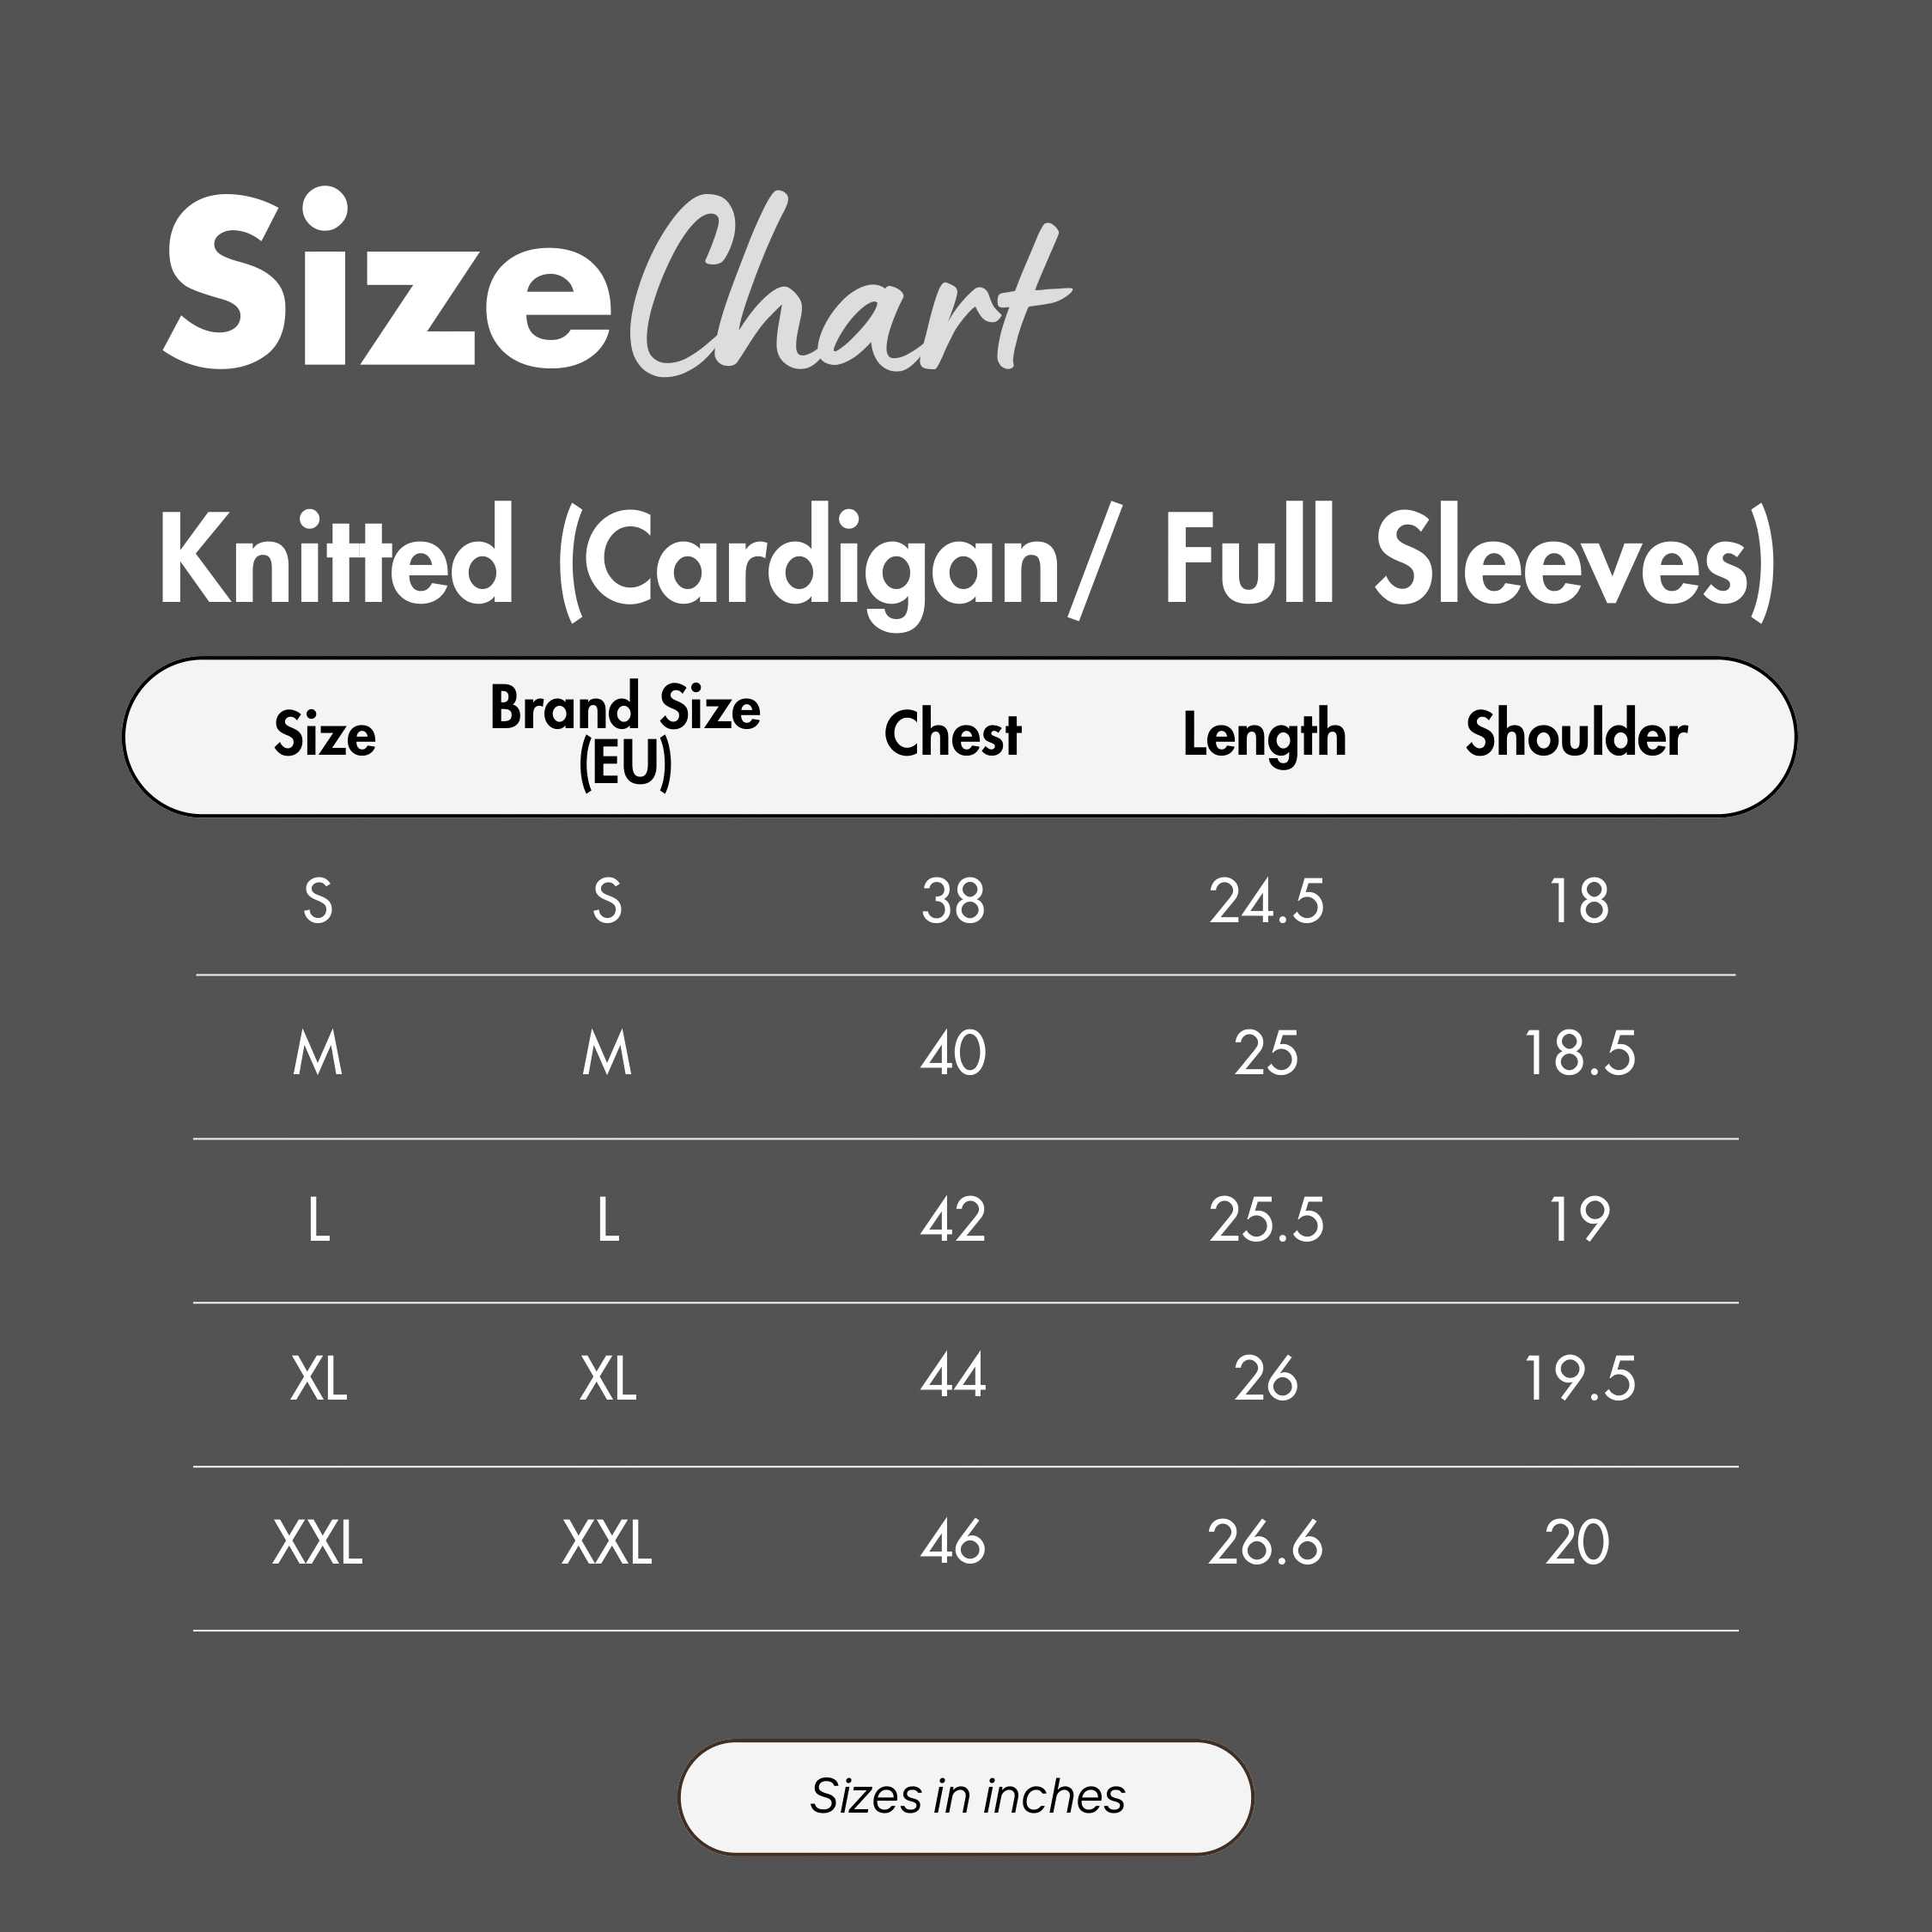 Size Chart
Knitted (Cardigan/ Full Sleeves)
Size Brand Size (EU) Chest Length Shoulder
S S 38 24.5 18
M M 40 25 18.5
L L 42 25.5 19
XL XL 44 26 19.5
XXL XXL 46 26.6 20
Sizes in inches